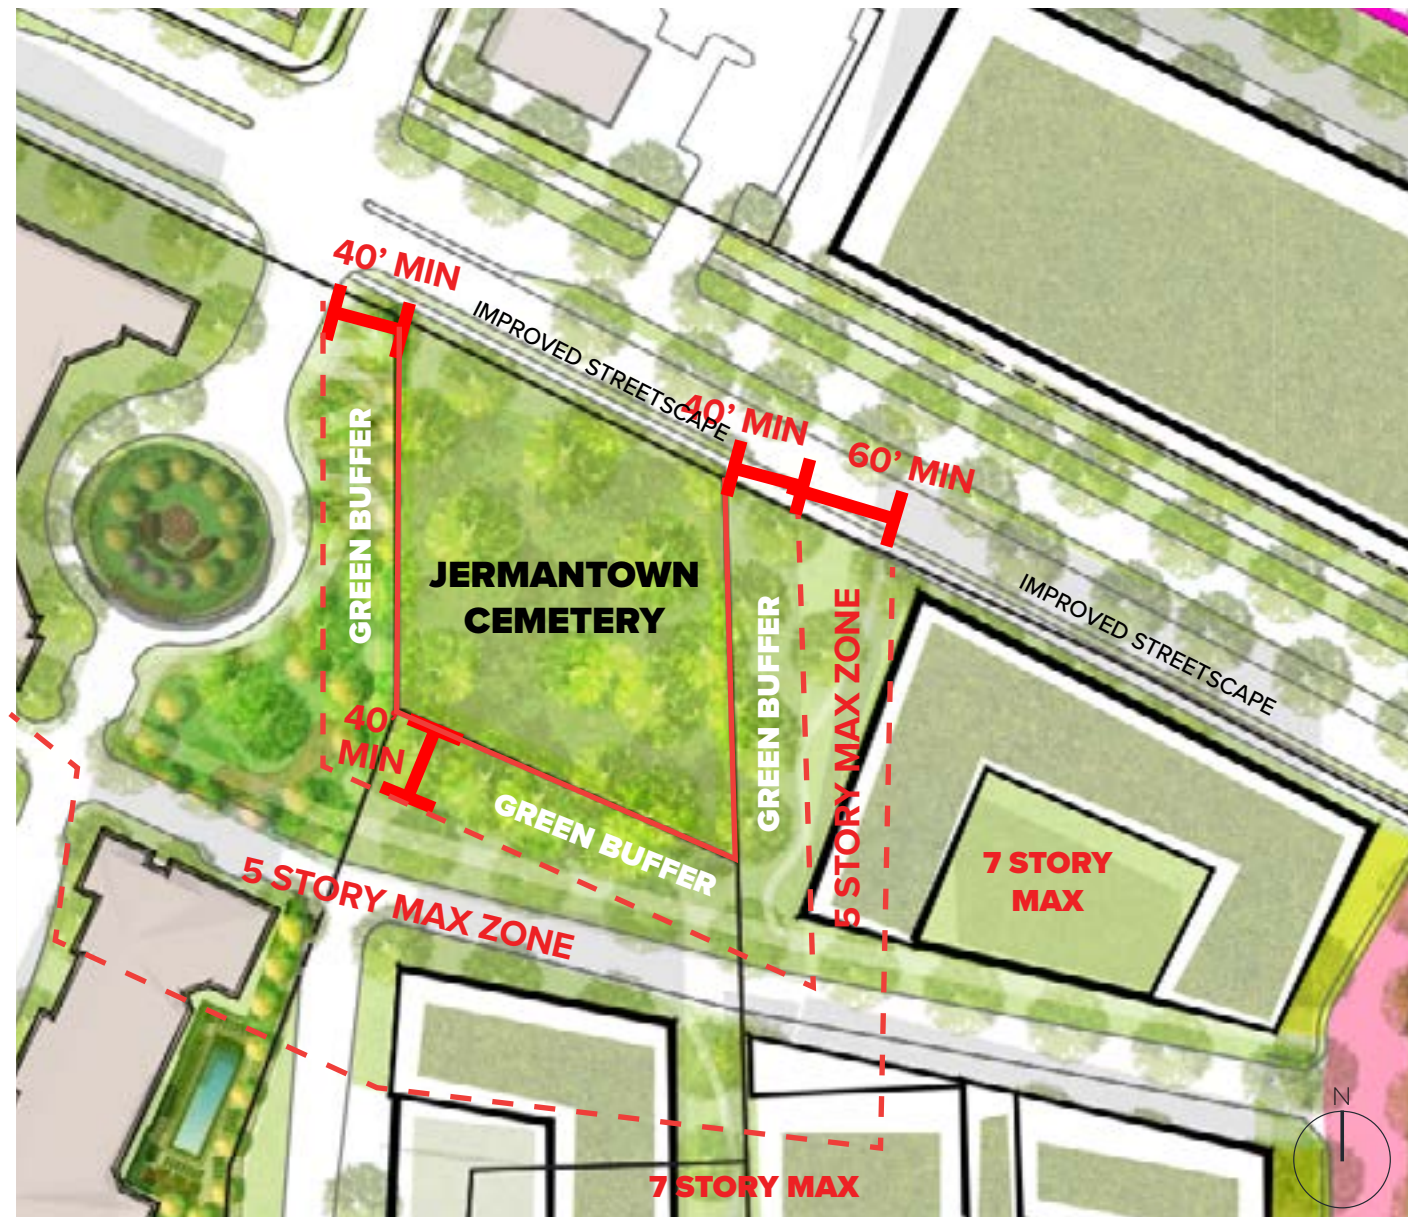 40’ MIN
IMPROVED STREETSCAPE
40’ MIN
60’ MIN
GREEN BUFFER
JERMANTOWN
CEMETERY
IMPROVED STREETSCAPE
GREEN BUFFER
5 STORY MAX ZONE
40’
MIN
GREEN BUFFER
7 STORY
MAX
5 STORY MAX ZONE
N
7 STORY MAX